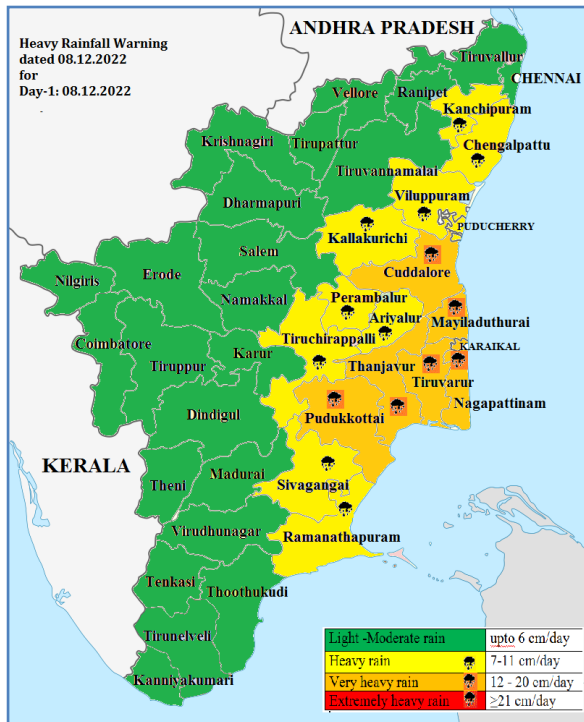 ANDHRA PRADESH
Heavy Rainfall Warning
dated 08.12.2022
for
Day-1: 08.12.2022
Tiruvallur
CHENNAI
Vellore
Ranipet
Kanchipuram
Krishnagiri
Tirupattur
Chengalpattu
Tiruvannamalai
Dharmapuri
Viluppuram
PUDUCHERRY
Kallakurichi
Salem
Cuddalore
Nilgiris
Erode
Namakkal
Perambalur
Ariyalur
Mayiladuthurai
Coimbatore
Tiruchirappalli
KARAIKAL
Karur
Tiruppur
Thanjavur
Tiruvarur
Nagapattinam
Dindigul
Pudukkottai
KERALA
Theni
Madurai
Sivagangai
Virudhunagar
Ramanathapuram
Tenkasi
Thoothukudi
Tirunelveli
Kanniyakumari
Light -Moderate rain upto 6 cm/day
Heavy rain 7-11 cm/day
Very heavy rain 12 - 20 cm/day
Extremely heavy rain ≥21 cm/day